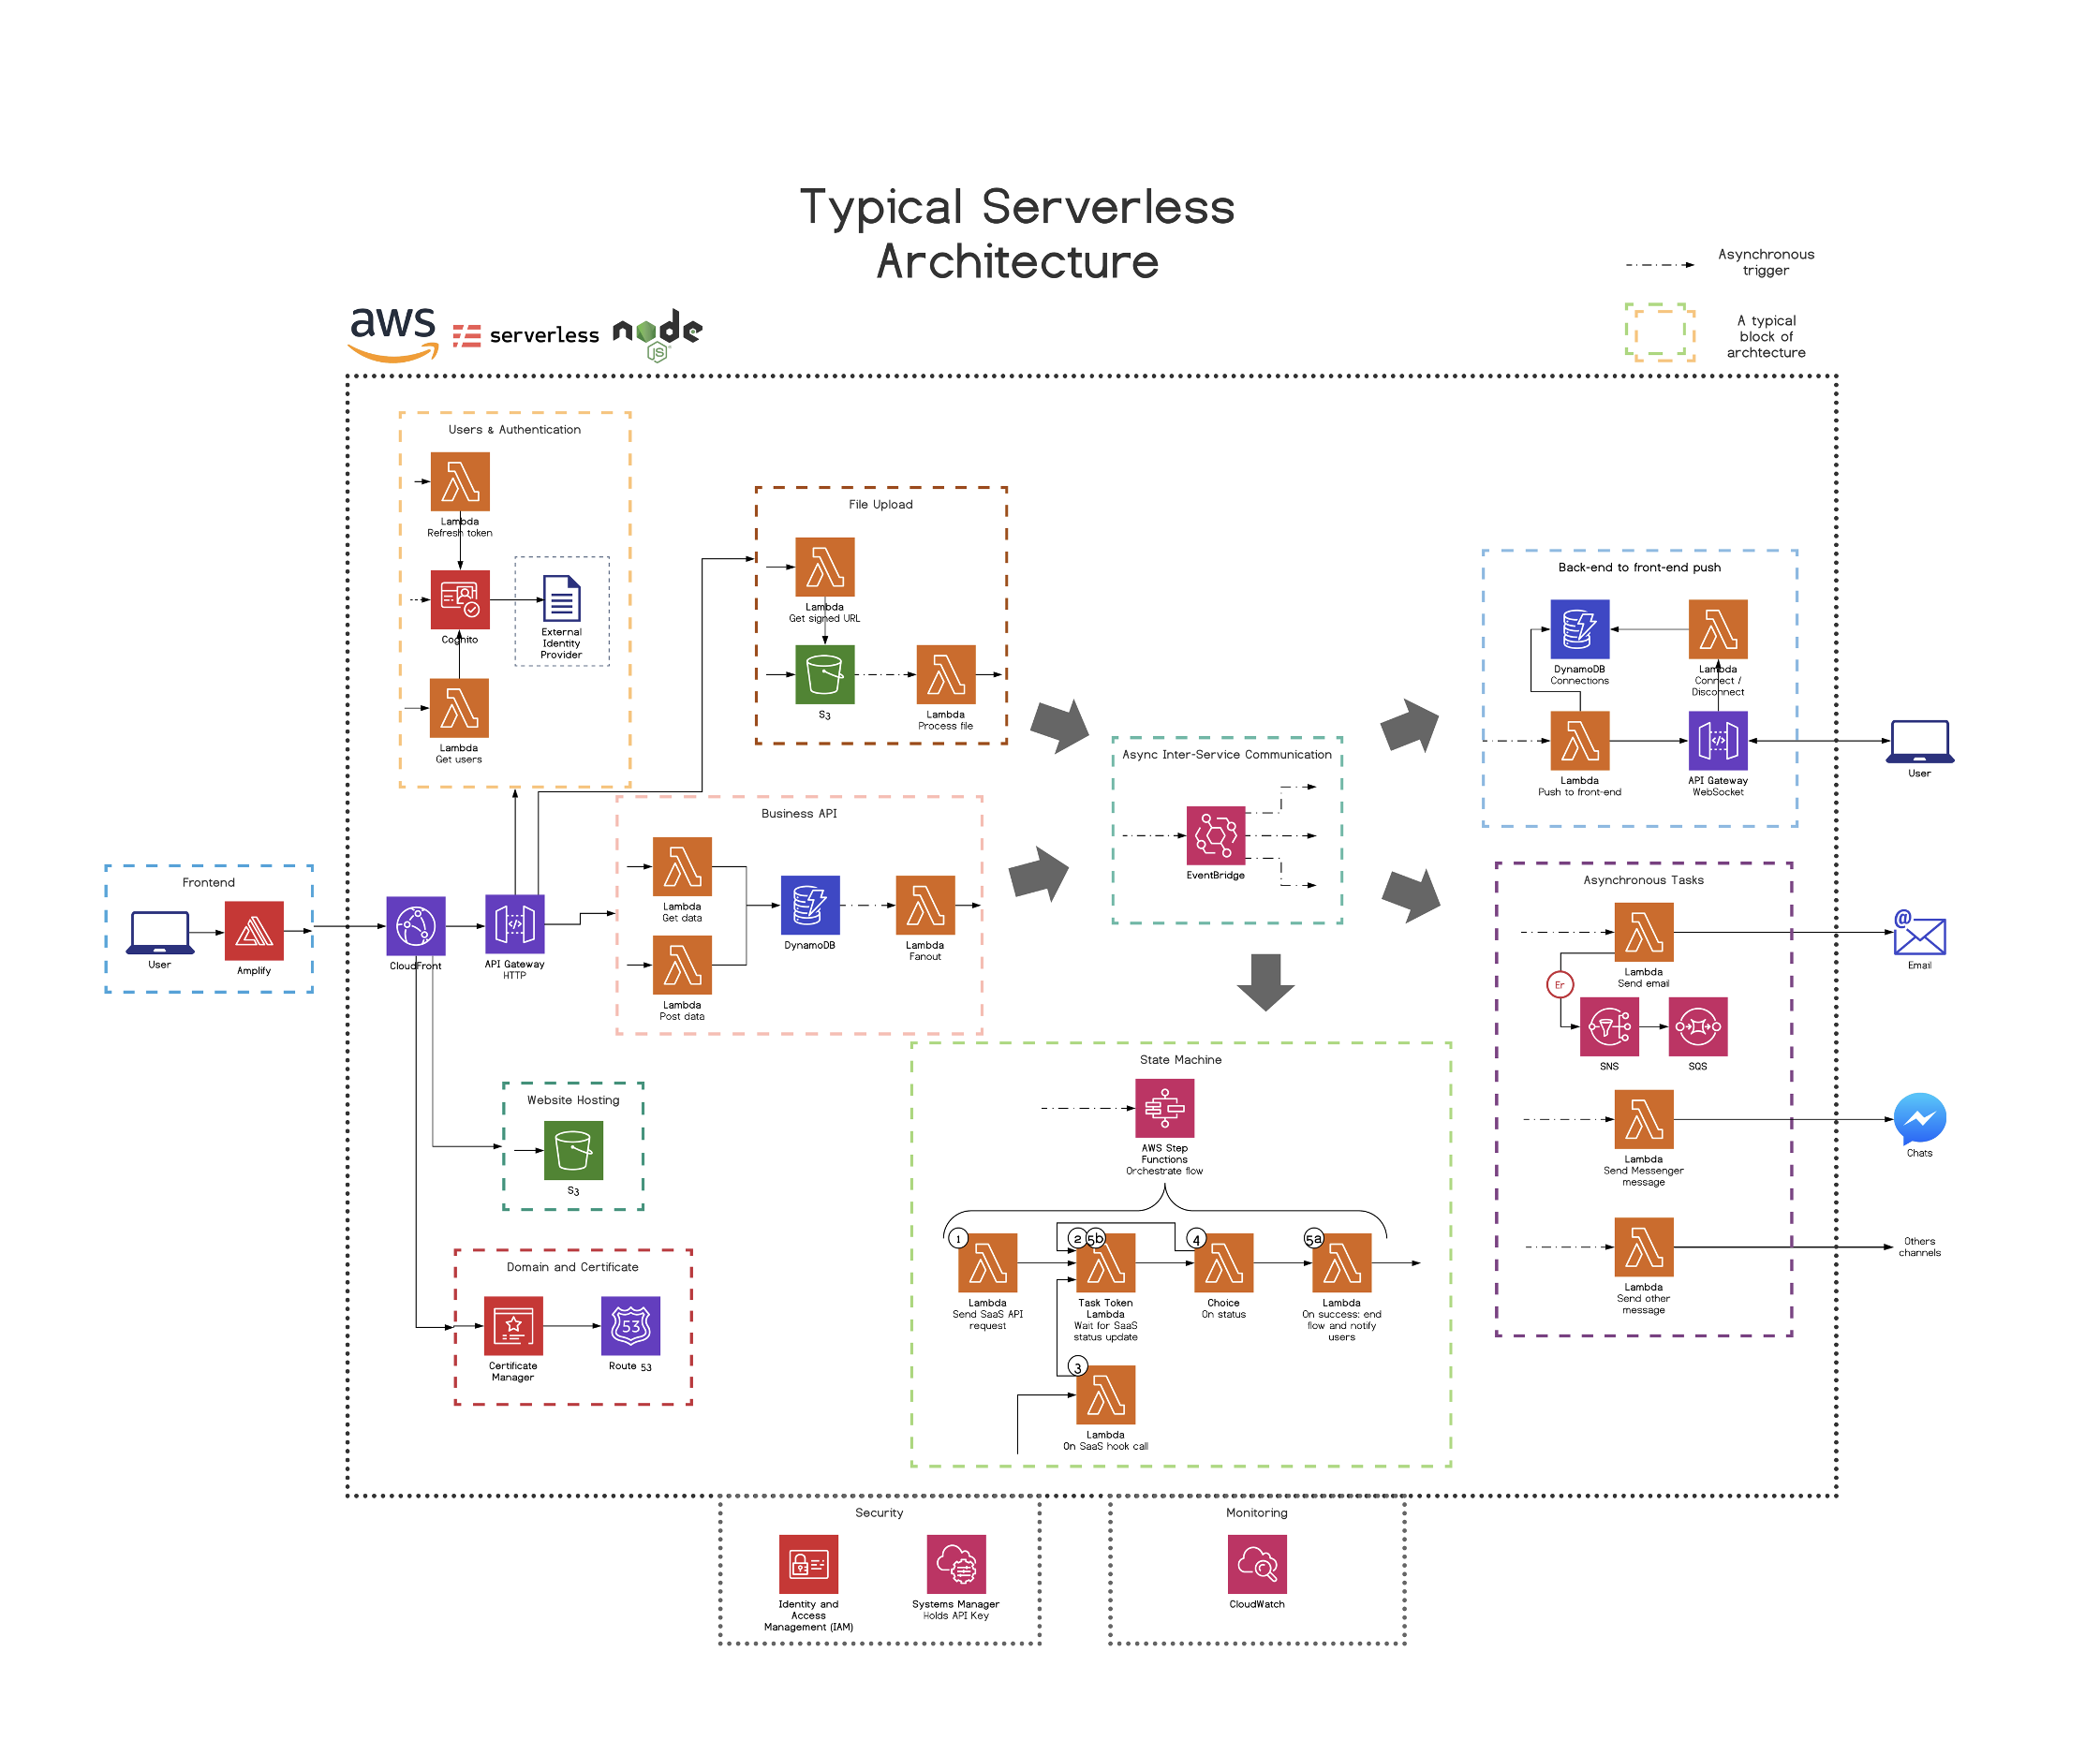 Typical Serverless
Architecture
Asynchronous
trigger
A typical
block of
archtecture
aws
serverless
node
JS
Users & Authentication
Lambda
Refresh token
Cognito
External
Identity
Provider
Lambda
Get users
File Upload
Lambda
Get signed URL
S3
Lambda
Process file
Business API
Lambda
Get data
Lambda
Post data
DynamoDB
Lambda
Fanout
Frontend
User
Amplify
CloudFront
API Gateway
HTTP
Website Hosting
S3
Domain and Certificate
Certificate
Manager
53
Route 53
Async Inter-Service Communication
EventBridge
Back-end to front-end push
DynamoDB
Connections
Lambda
Connect /
Disconnect
Lambda
Push to front-end
API Gateway
WebSocket
User
Asynchronous Tasks
Lambda
Send email
Er
SNS
SQS
Lambda
Send Messenger
message
Lambda
Send other
message
@
Email
Chats
Others
channels
State Machine
AWS Step
Functions
Orchestrate flow
1
2
5b
4
5a
Lambda
Send SaaS API
request
Task Token
Lambda
Wait for SaaS
status update
Choice
On status
Lambda
On success: end
flow and notify
users
3
Lambda
On SaaS hook call
Security
Identity and
Access
Management (IAM)
Systems Manager
Holds API Key
Monitoring
CloudWatch